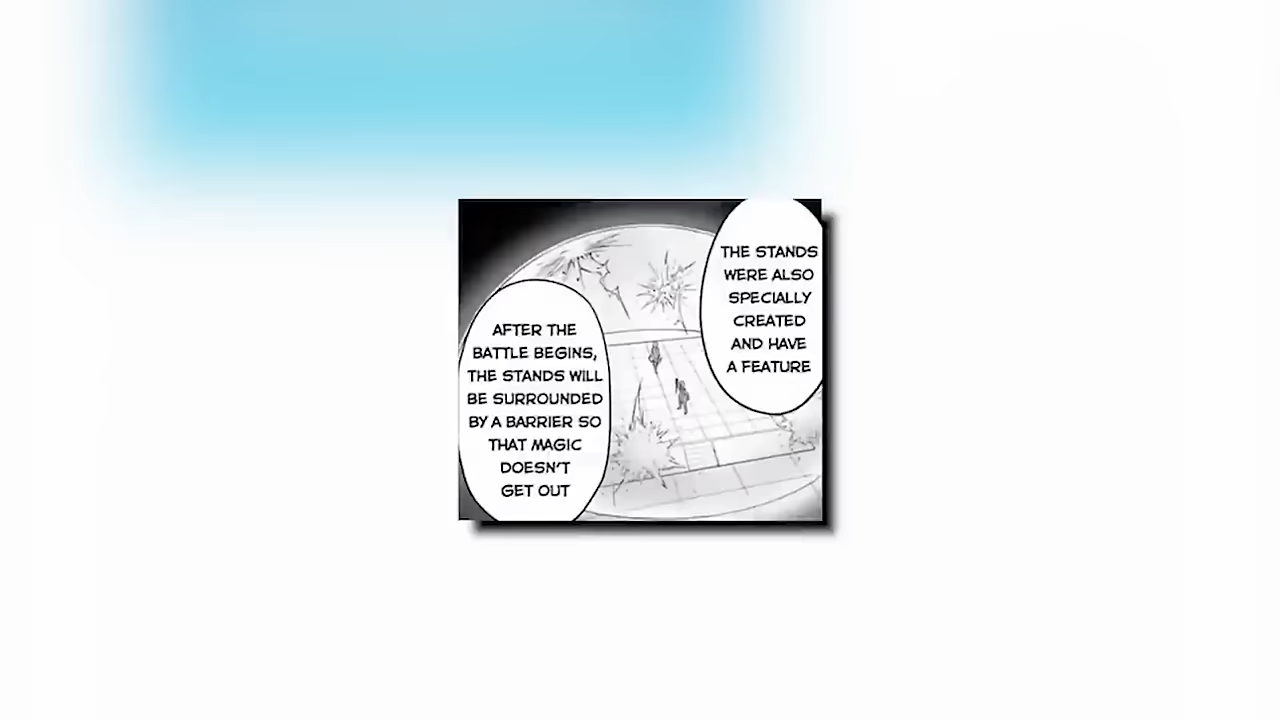 THE STANDS
WERE ALSO
SPECIALLY
CREATED
AND HAVE
A FEATURE
AFTER THE
BATTLE BEGINS,
THE STANDS WILL
BE SURROUNDED
BY A BARRIER SO
THAT MAGIC
DOESN'T
GET OUT